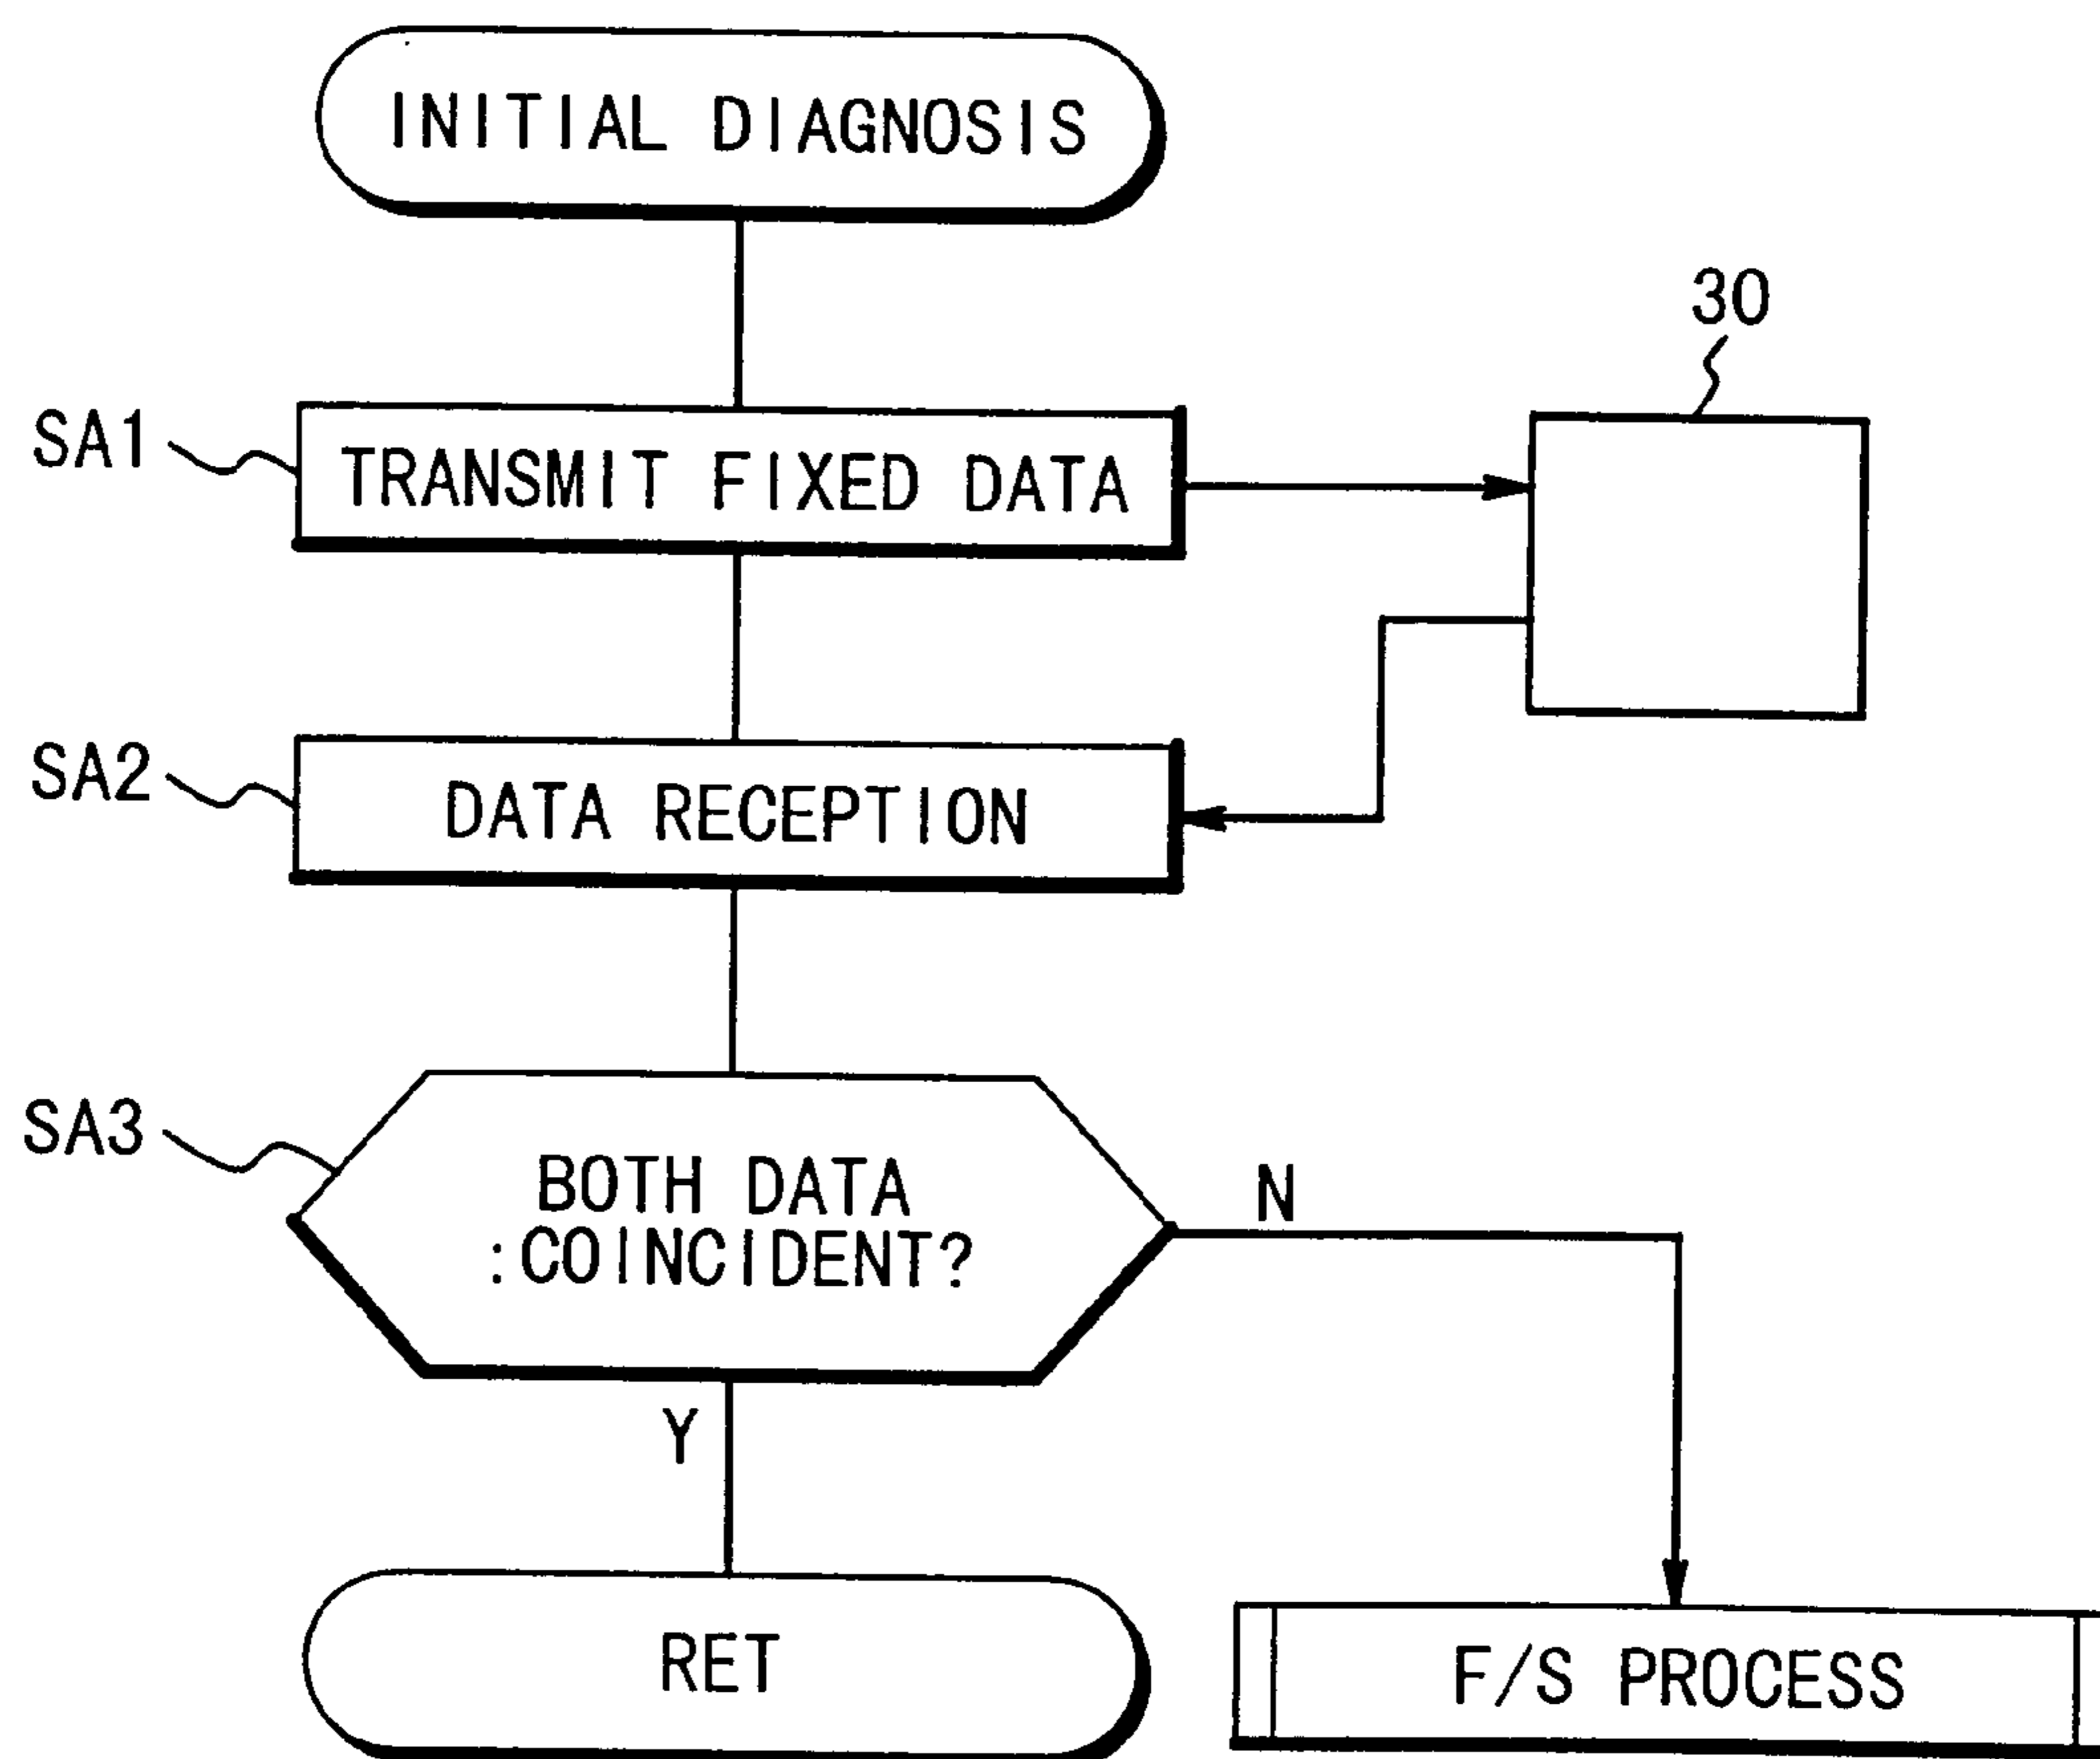 INITIAL DIAGNOSIS
30
SA1
TRANSMIT FIXED DATA
SA2
DATA RECEPTION
SA3
BOTH DATA
:COINCIDENT?
N
Y
RET
F/S PROCESS